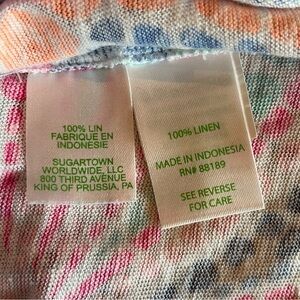 100% LIN
FABRIQUE EN
INDONESIE
SUGARTOWN
WORLDWIDE, LLC
800 THIRD AVENUE
KING OF PRUSSIA, PA
100% LINEN
MADE IN INDONESIA
RN# 88189
SEE REVERSE
FOR CARE